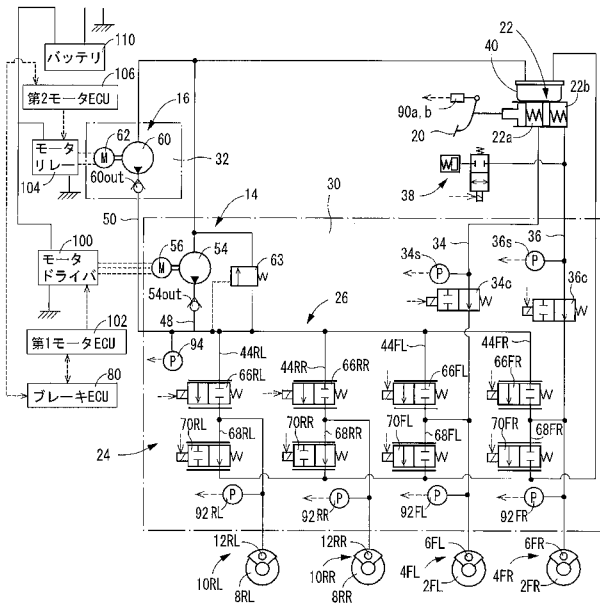 バッテリ
110
106
第2モータECU
16
62
60
M
モータ
リレー
104
60out
32
50
22
40
22b
90a, b
20
22a
38
14
30
34
36
100
モータ
ドライバ
56
54
M
63
34s
P
36s
P
34c
36c
54out
102
48
26
第1モータECU
94
P
80
ブレーキECU
44RL
66RL
44RR
66RR
44FL
66FL
44FR
66FR
70RL
68RL
70RR
68RR
70FL
68FL
70FR
68FR
24
P
P
P
P
92RL
92RR
92FL
92FR
12RL
12RR
6FL
6FR
10RL
8RL
10RR
8RR
4FL
2FL
4FR
2FR